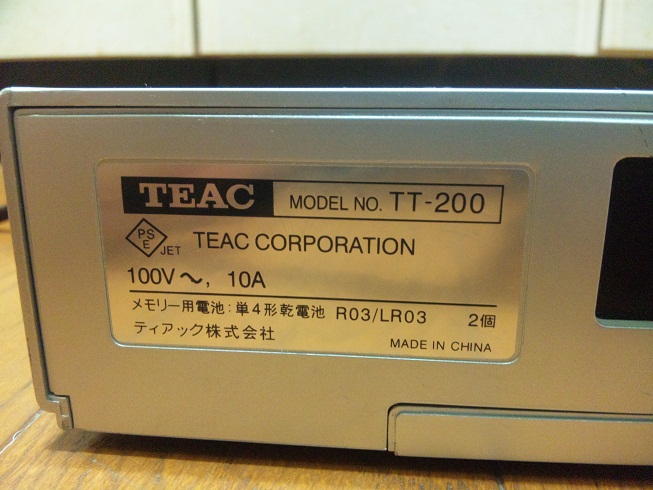 TEAC MODEL NO. TT-200
PS
E JET TEAC CORPORATION
100V～, 10A
メモリー用電池：単4形乾電池 R03/LR03 2個
ティアック株式会社
MADE IN CHINA